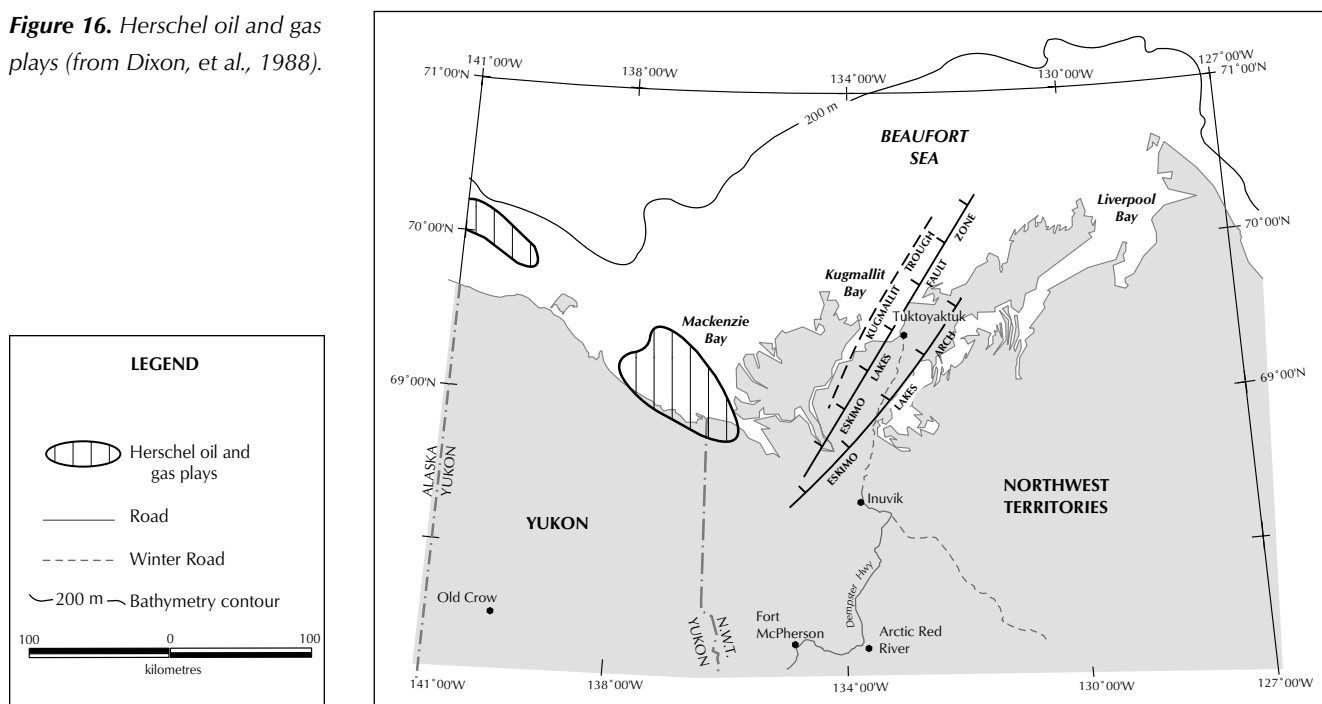 Figure 16. Herschel oil and gas
plays (from Dixon, et al., 1988).
LEGEND
Herschel oil and
gas plays
Road
Winter Road
200 m
Bathymetry contour
100
0
100
kilometres
141°00'W
71°00'N
138°00'W
134°00'W
130°00'W
127°00'W
71°00'N
200 m
BEAUFORT
SEA
Liverpool
Bay
70°00'N
70°00'N
Kugmallit
Bay
KUGMALLIT TROUGH
ESKIMO LAKES FAULT ZONE
Tuktoyaktuk
Mackenzie
Bay
ESKIMO LAKES ARCH
69°00'N
69°00'N
ALASKA
YUKON
YUKON
Inuvik
NORTHWEST
TERRITORIES
Dempster Hwy
Old Crow
Fort
McPherson
Arctic Red
River
YUKON
N.W.T.
141°00'W
138°00'W
134°00'W
130°00'W
127°00'W